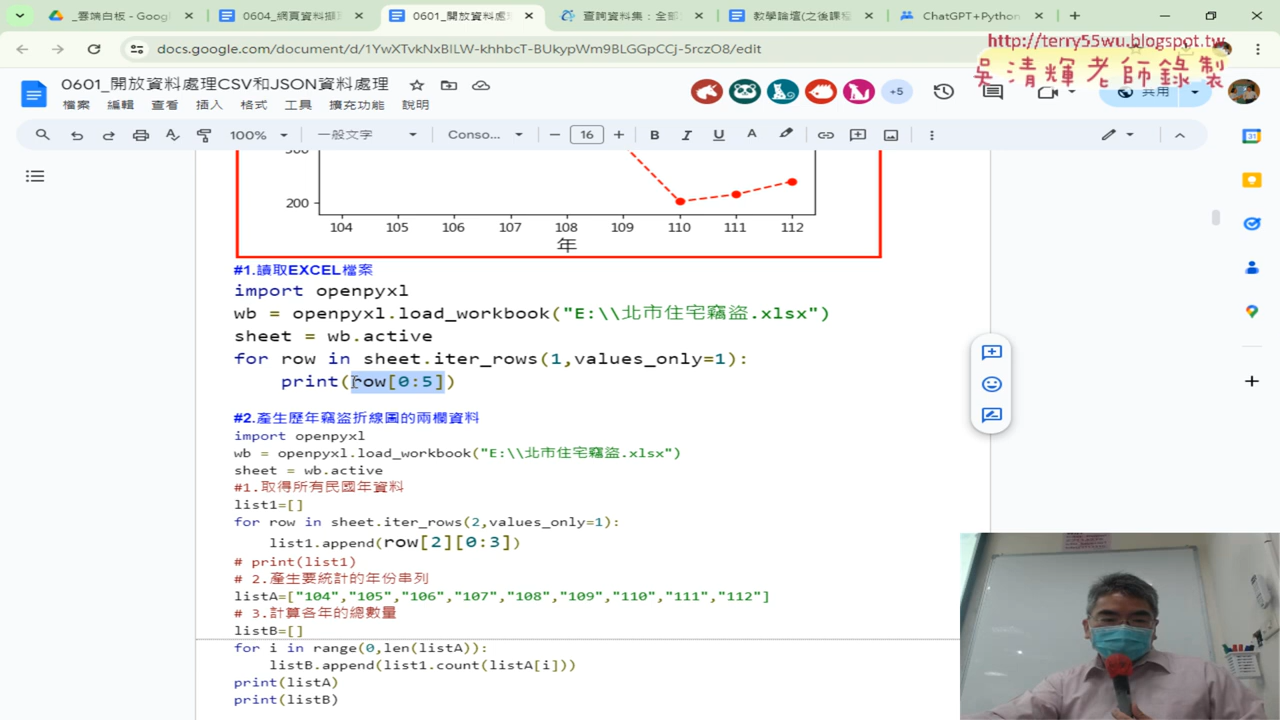 _雲端白板 - Googl
0604_網頁資料擷
0601_開放資料處
查詢資料集：全部
教學論壇(之後課程
ChatGPT+Python
docs.google.com/document/d/1YwXTvkNxBILW-khhbcT-BUkypWm9BLGGpCCj-5rczO8/edit
http://terry55wu.blogspot.tw
吳清輝老師錄製
0601_開放資料處理CSV和JSON資料處理
檔案 編輯 查看 插入 格式 工具 擴充功能 說明
+5
共用
100% 一般文字 Conso... 16 B I U A
31
300
200
104 105 106 107 108 109 110 111 112
年
#1.讀取EXCEL檔案
import openpyxl
wb = openpyxl.load_workbook("E:\\北市住宅竊盜.xlsx")
sheet = wb.active
for row in sheet.iter_rows(1,values_only=1):
print(row[0:5])
#2.產生歷年竊盜折線圖的兩欄資料
import openpyxl
wb = openpyxl.load_workbook("E:\\北市住宅竊盜.xlsx")
sheet = wb.active
#1.取得所有民國年資料
list1=[]
for row in sheet.iter_rows(2,values_only=1):
list1.append(row[2][0:3])
# print(list1)
# 2.產生要統計的年份串列
listA=["104","105","106","107","108","109","110","111","112"]
# 3.計算各年的總數量
listB=[]
for i in range(0,len(listA)):
listB.append(list1.count(listA[i]))
print(listA)
print(listB)